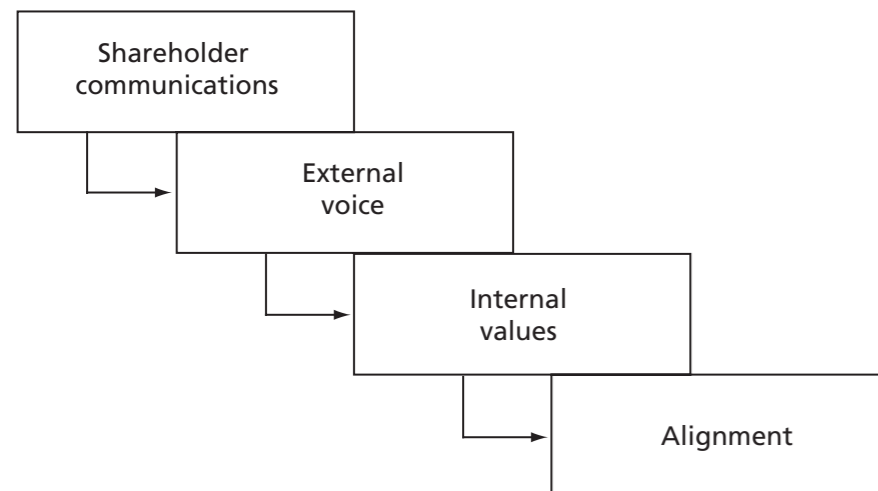 Shareholder
communications
External
voice
Internal
values
Alignment